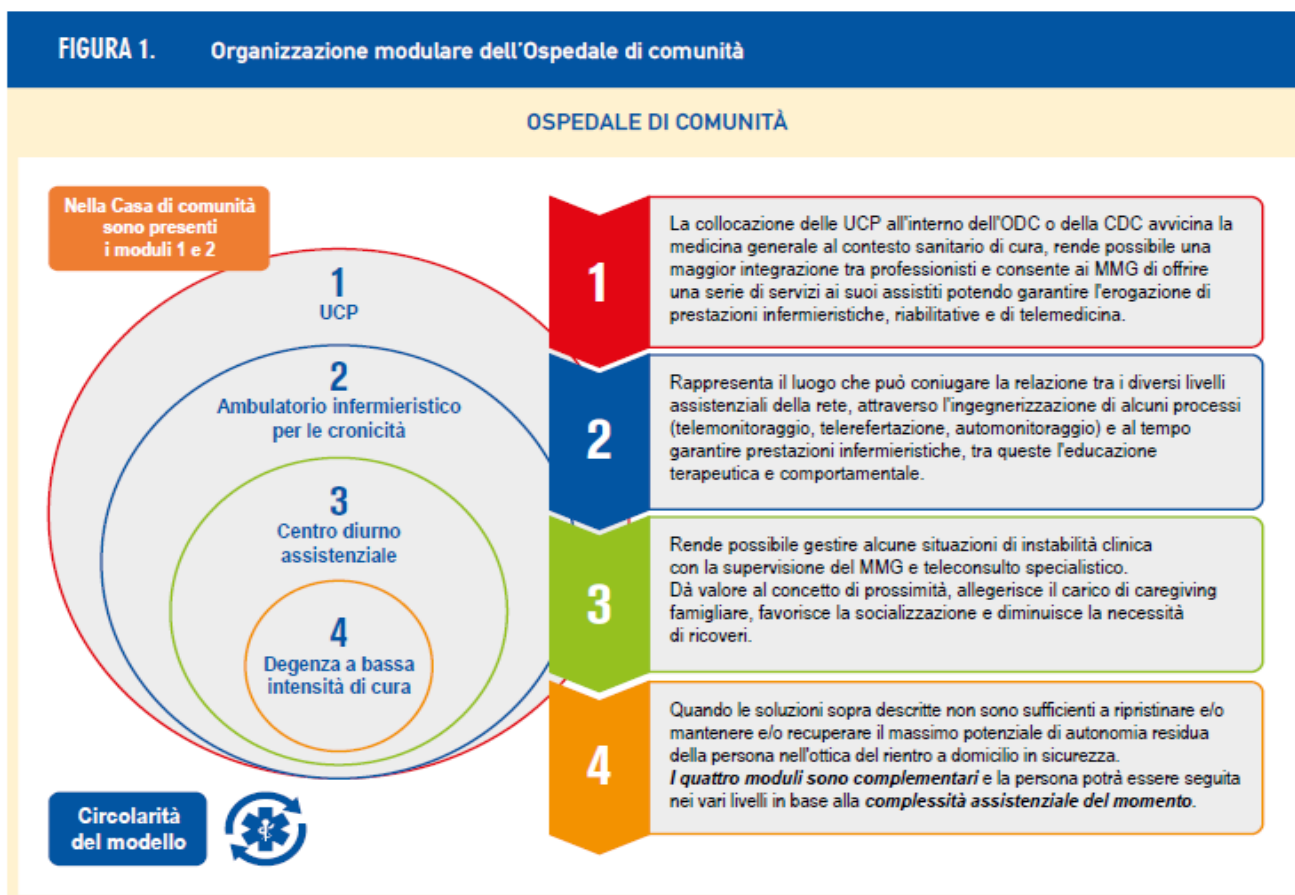 FIGURA 1. Organizzazione modulare dell'Ospedale di comunità
OSPEDALE DI COMUNITÀ
Nella Casa di comunità
sono presenti
i moduli 1 e 2
1
UCP
2
Ambulatorio infermieristico
per le cronicità
3
Centro diurno
assistenziale
4
Degenza a bassa
intensità di cura
Circolarità
del modello
1
La collocazione delle UCP all'interno dell'ODC o della CDC avvicina la
medicina generale al contesto sanitario di cura, rende possibile una
maggior integrazione tra professionisti e consente ai MMG di offrire
una serie di servizi ai suoi assistiti potendo garantire l'erogazione di
prestazioni infermieristiche, riabilitative e di telemedicina.
2
Rappresenta il luogo che può coniugare la relazione tra i diversi livelli
assistenziali della rete, attraverso l'ingegnerizzazione di alcuni processi
(telemonitoraggio, telerefertazione, automonitoraggio) e al tempo
garantire prestazioni infermieristiche, tra queste l'educazione
terapeutica e comportamentale.
3
Rende possibile gestire alcune situazioni di instabilità clinica
con la supervisione del MMG e teleconsulto specialistico.
Dà valore al concetto di prossimità, allegerisce il carico di caregiving
famigliare, favorisce la socializzazione e diminuisce la necessità
di ricoveri.
4
Quando le soluzioni sopra descritte non sono sufficienti a ripristinare e/o
mantenere e/o recuperare il massimo potenziale di autonomia residua
della persona nell'ottica del rientro a domicilio in sicurezza.
I quattro moduli sono complementari e la persona potrà essere seguita
nei vari livelli in base alla complessità assistenziale del momento.